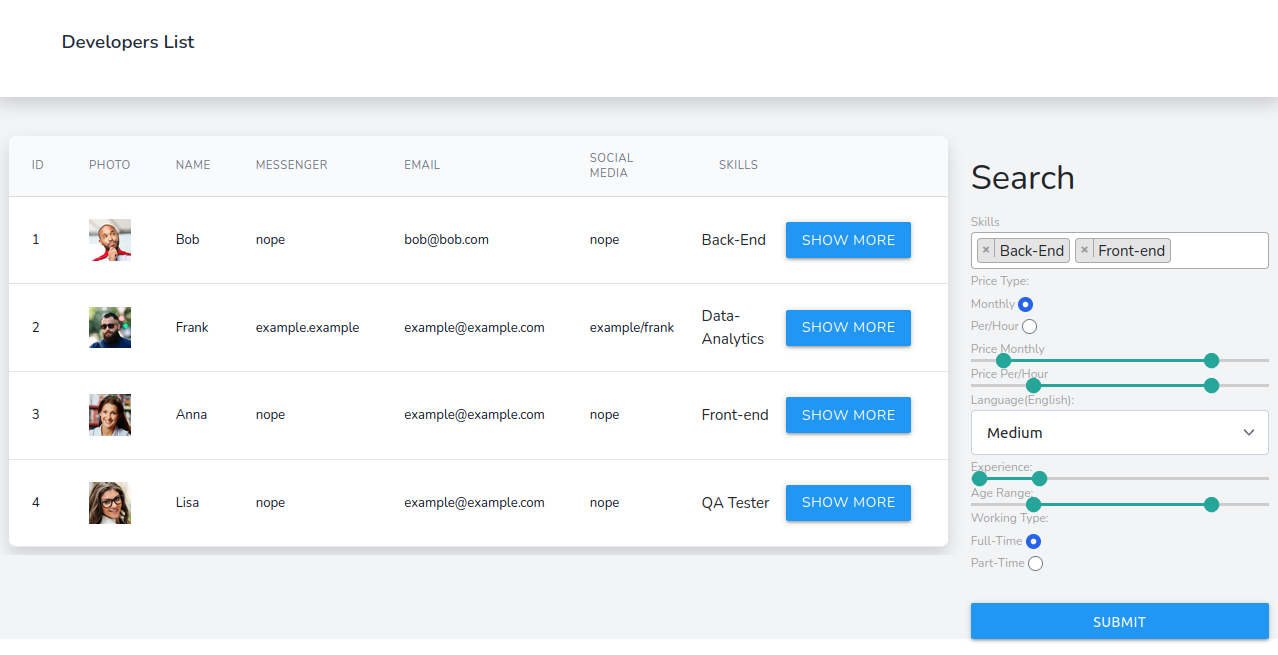 Developers List
ID PHOTO NAME MESSENGER EMAIL SOCIAL MEDIA SKILLS
1 Bob nope bob@bob.com nope Back-End SHOW MORE
2 Frank example.example example@example.com example/frank Data-Analytics SHOW MORE
3 Anna nope example@example.com nope Front-end SHOW MORE
4 Lisa nope example@example.com nope QA Tester SHOW MORE
Search
Skills
× Back-End × Front-end
Price Type:
Monthly
Per/Hour
Price Monthly
Price Per/Hour
Language(English):
Medium
Experience:
Age Range:
Working Type:
Full-Time
Part-Time
SUBMIT